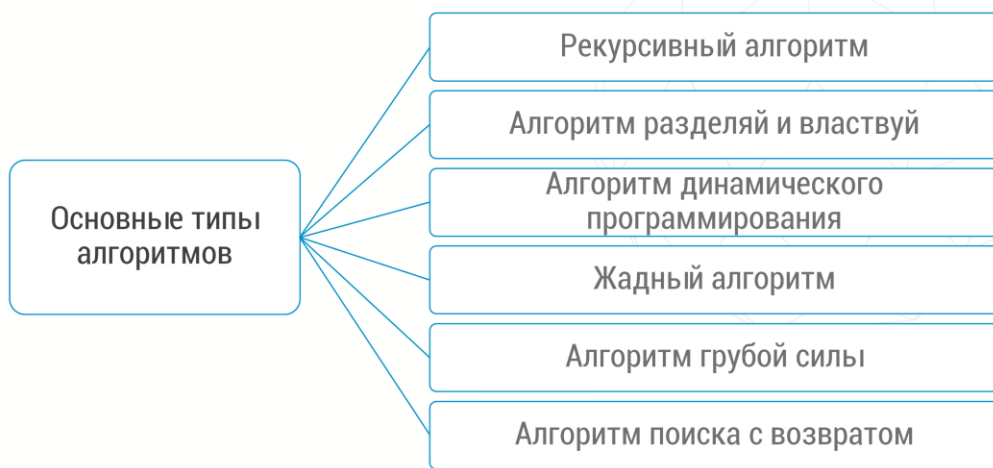 Рекурсивный алгоритм
Алгоритм разделяй и властвуй
Основные типы
алгоритмов
Алгоритм динамического
программирования
Жадный алгоритм
Алгоритм грубой силы
Алгоритм поиска с возвратом